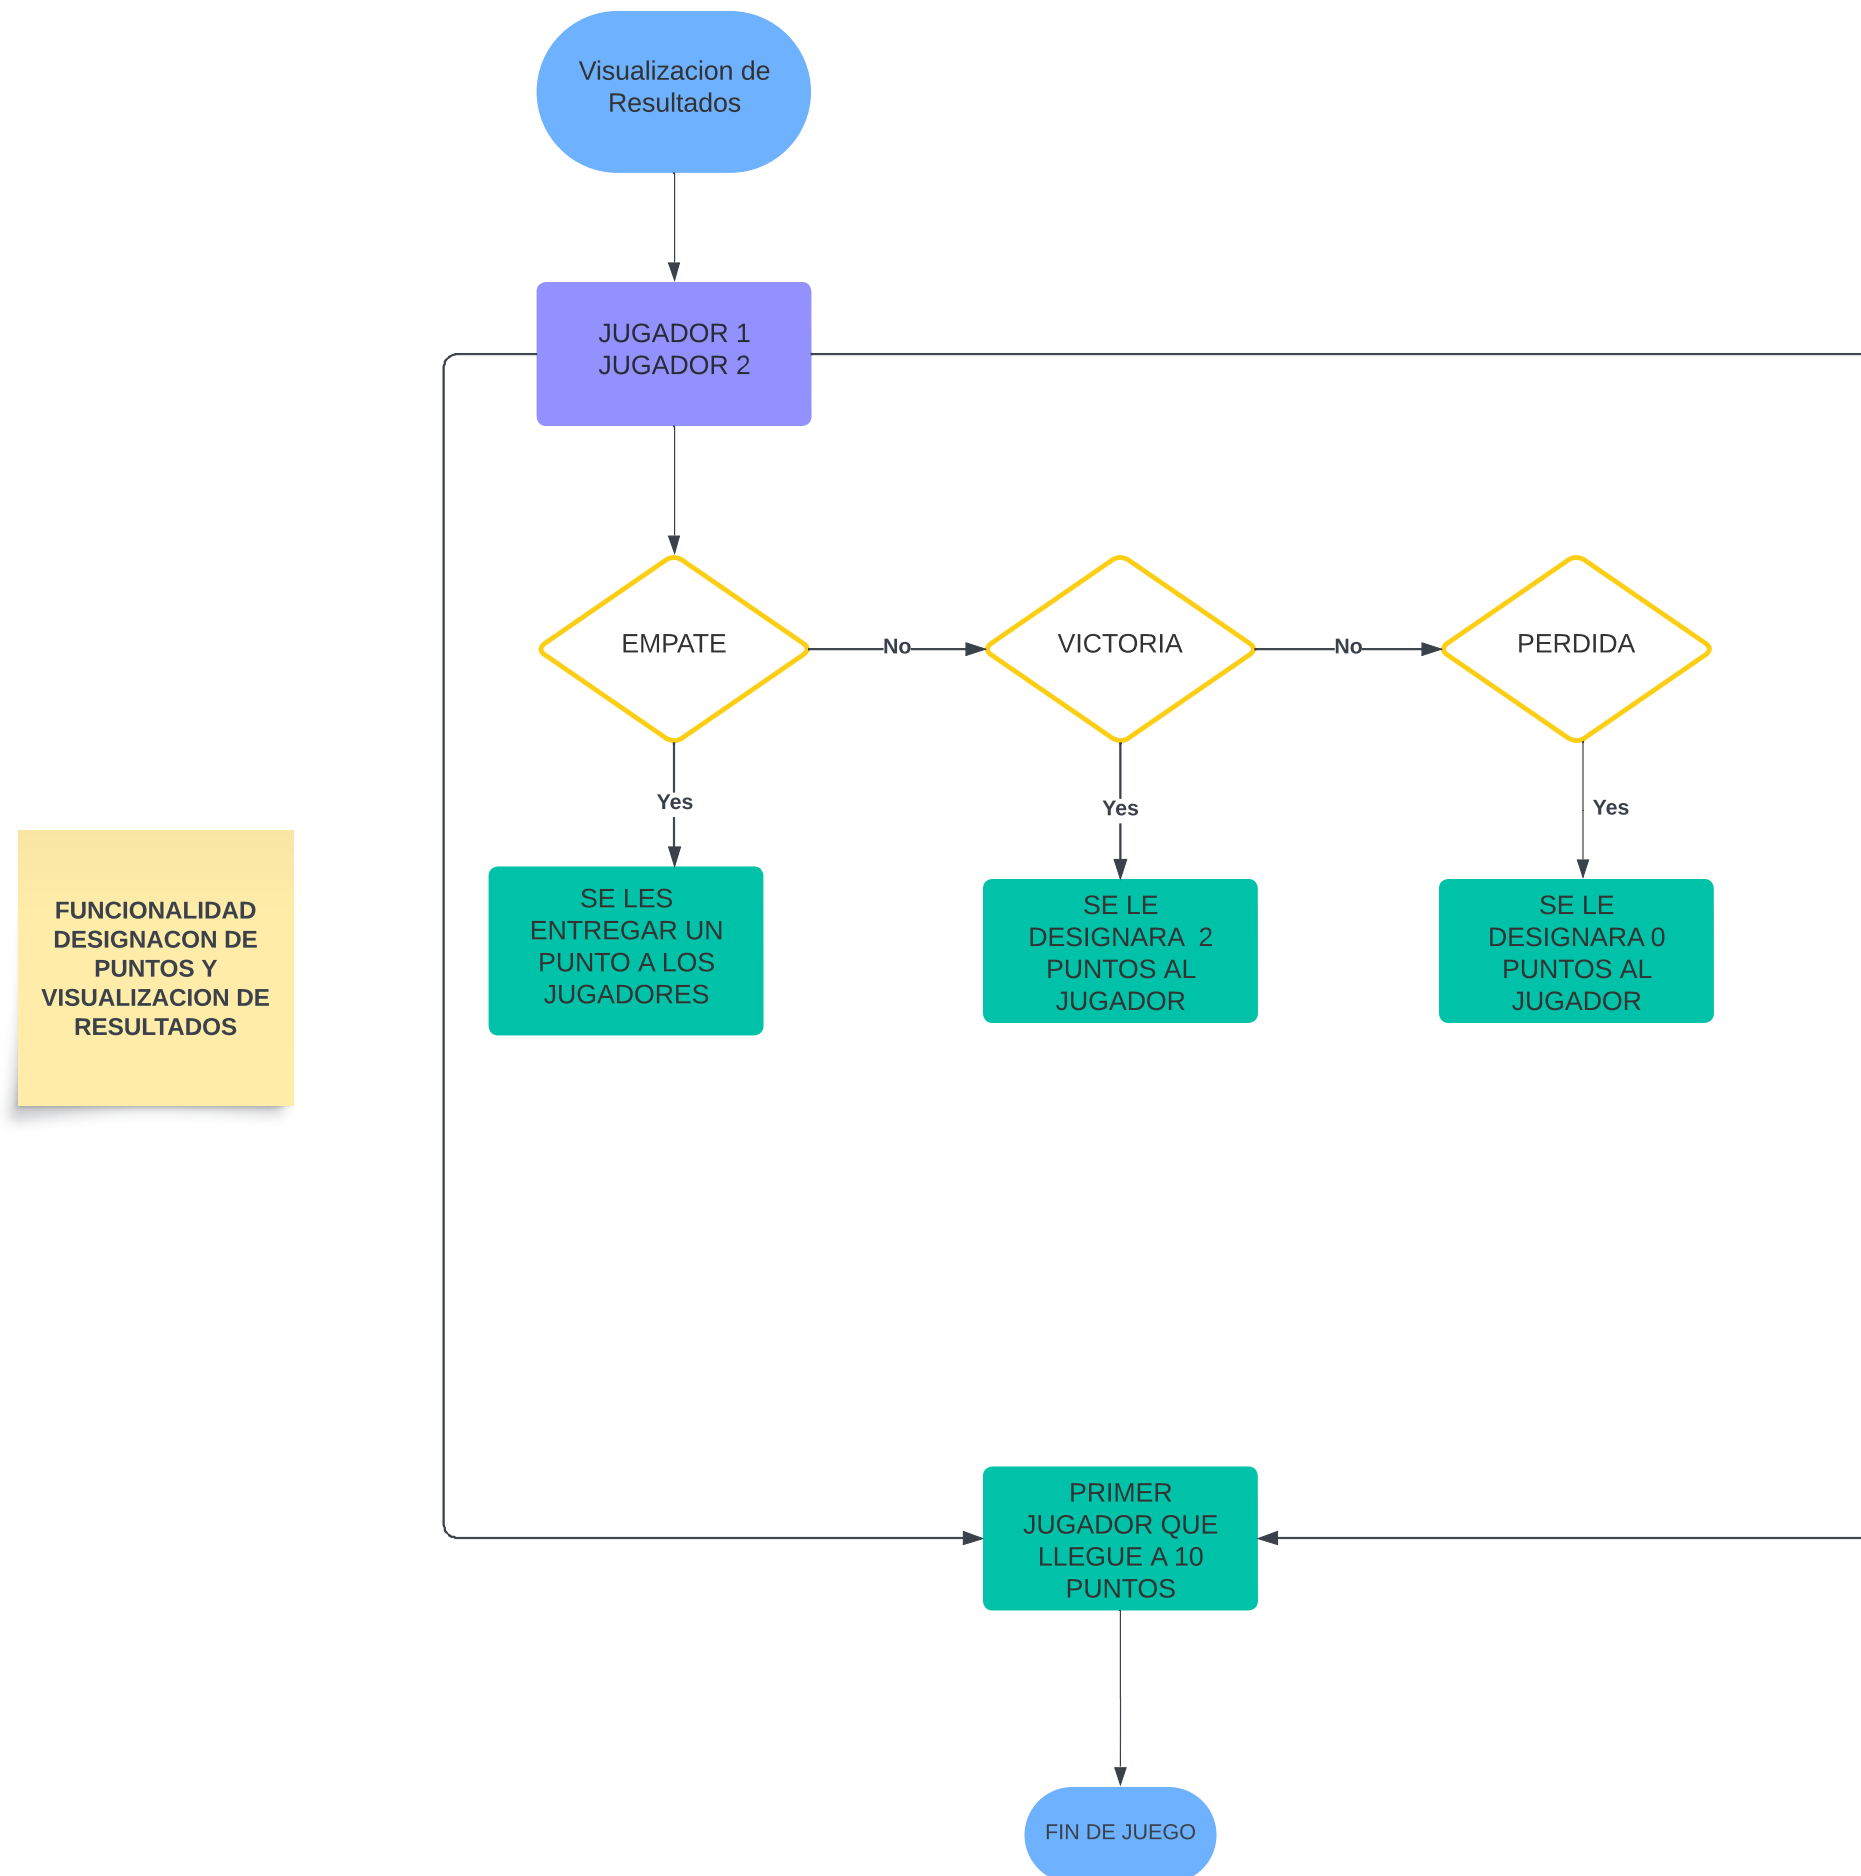 Visualizacion de
Resultados
JUGADOR 1
JUGADOR 2
EMPATE
No
VICTORIA
No
PERDIDA
Yes
Yes
Yes
FUNCIONALIDAD
DESIGNACON DE
PUNTOS Y
VISUALIZACION DE
RESULTADOS
SE LES
ENTREGAR UN
PUNTO A LOS
JUGADORES
SE LE
DESIGNARA  2
PUNTOS AL
JUGADOR
SE LE
DESIGNARA 0
PUNTOS AL
JUGADOR
PRIMER
JUGADOR QUE
LLEGUE A 10
PUNTOS
FIN DE JUEGO